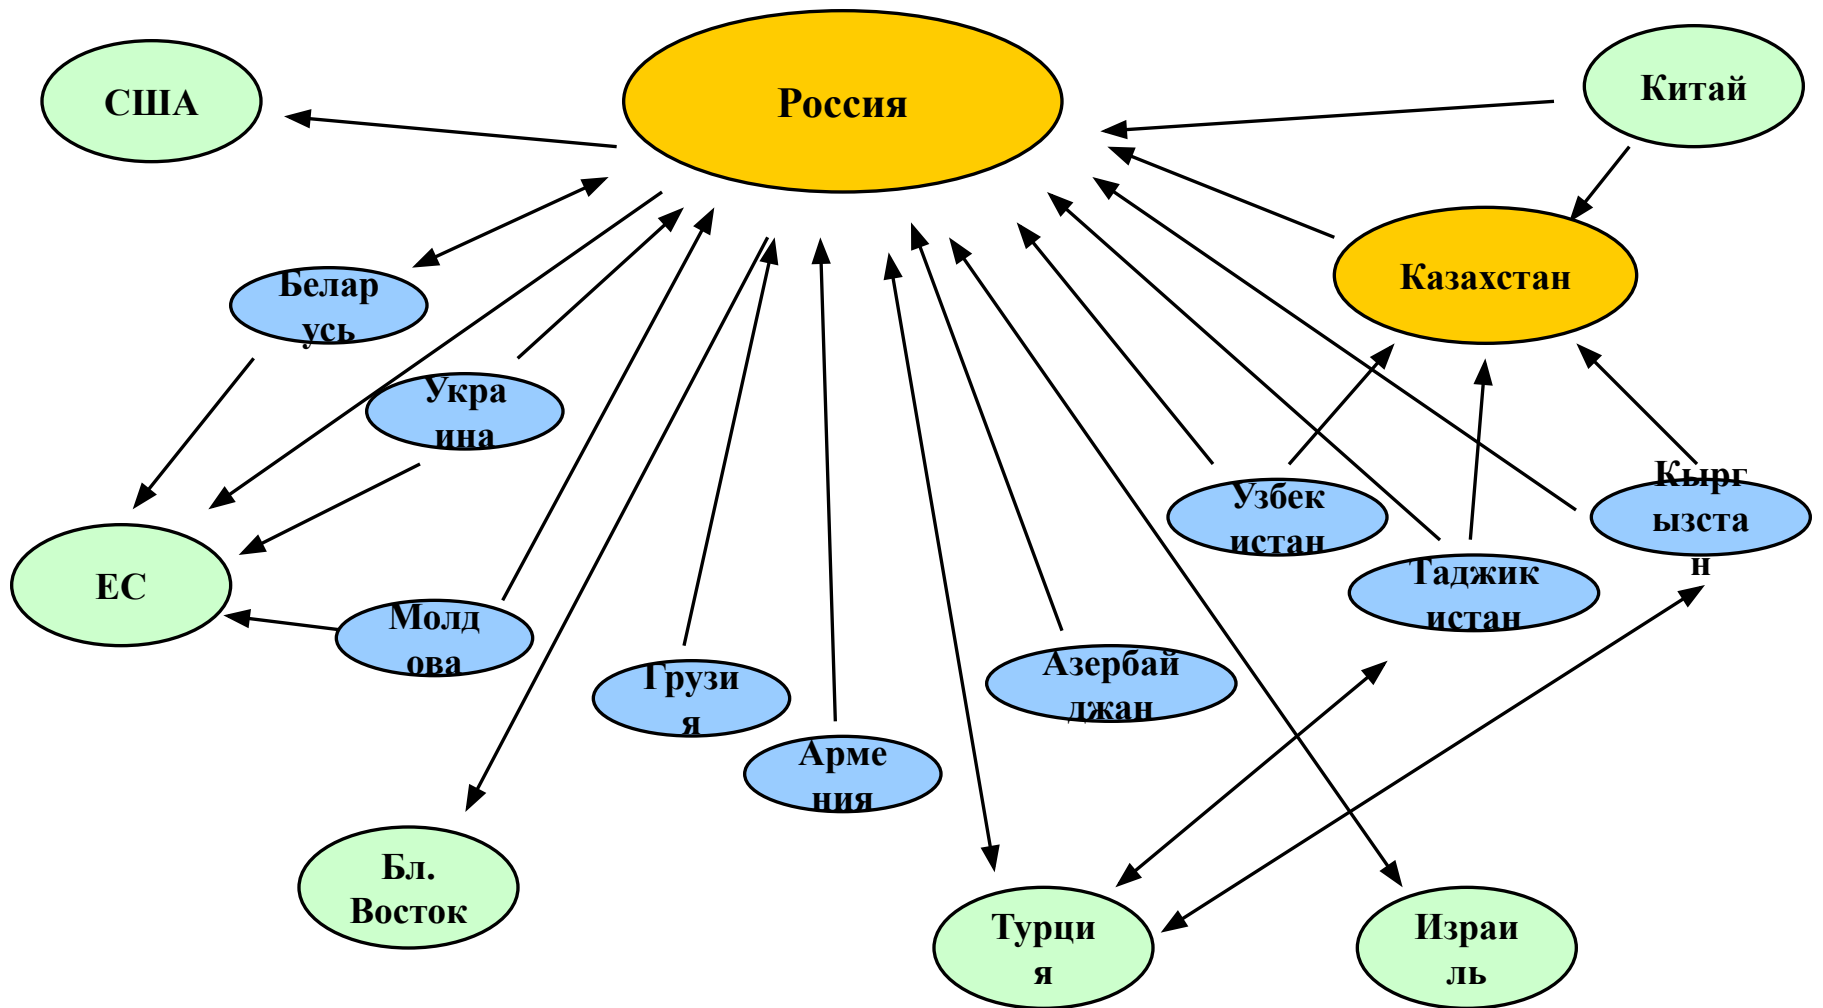 США
Россия
Китай
Казахстан
Белар
усь
Укра
ина
ЕС
Молд
ова
Узбек
истан
Кырг
ызста
н
Таджик
истан
Грузи
я
Азербай
джан
Арме
ния
Бл.
Восток
Турци
я
Израи
ль